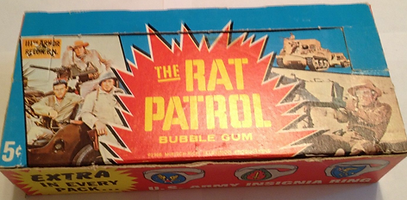 THE RAT
PATROL
BUBBLE GUM
5¢
EXTRA
IN EVERY
PACK...
U.S. ARMY INSIGNIA RING